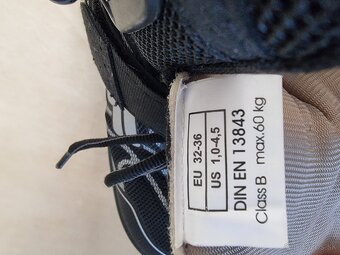 EU 32-36
US 1,0-4,5
DIN EN 13843
Class B max.60 kg